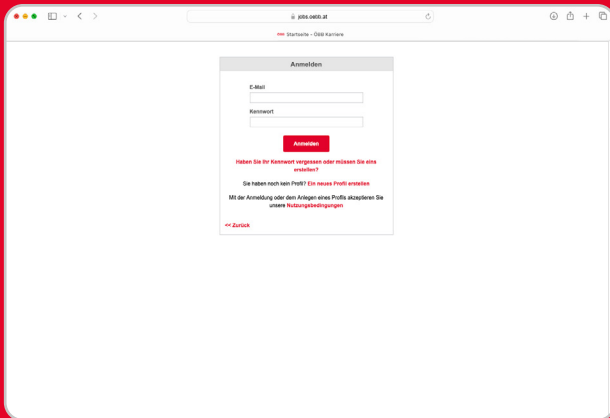 jobs.oebb.at
Startseite - ÖBB Karriere
Anmelden
E-Mail
Kennwort
Anmelden
Haben Sie Ihr Kennwort vergessen oder müssen Sie eins
erstellen?
Sie haben noch kein Profil? Ein neues Profil erstellen
Mit der Anmeldung oder dem Anlegen eines Profils akzeptieren Sie
unsere Nutzungsbedingungen
<< Zurück